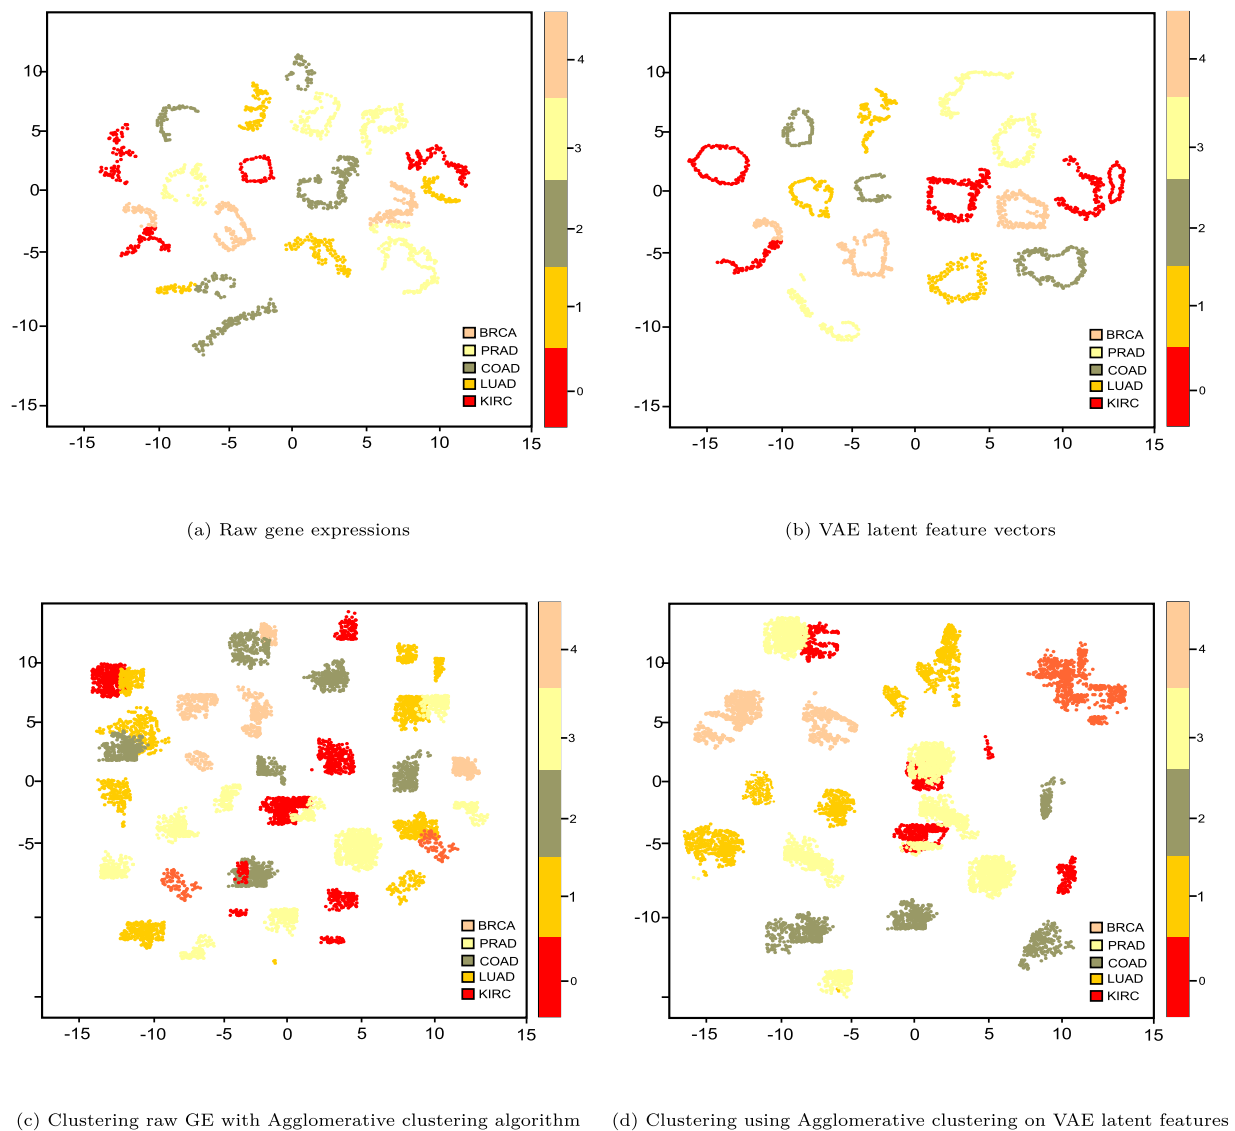 10
5
0
-5
-10
-15
-15 -10 -5 0 5 10 15
4
3
2
1
0
BRCA
PRAD
COAD
LUAD
KIRC
(a) Raw gene expressions
10
5
0
-5
-10
-15
-15 -10 -5 0 5 10 15
4
3
2
1
0
BRCA
PRAD
COAD
LUAD
KIRC
(b) VAE latent feature vectors
10
5
0
-5
-15 -10 -5 0 5 10 15
4
3
2
1
0
BRCA
PRAD
COAD
LUAD
KIRC
(c) Clustering raw GE with Agglomerative clustering algorithm
10
5
0
-5
-10
-15 -10 -5 0 5 10 15
4
3
2
1
0
BRCA
PRAD
COAD
LUAD
KIRC
(d) Clustering using Agglomerative clustering on VAE latent features